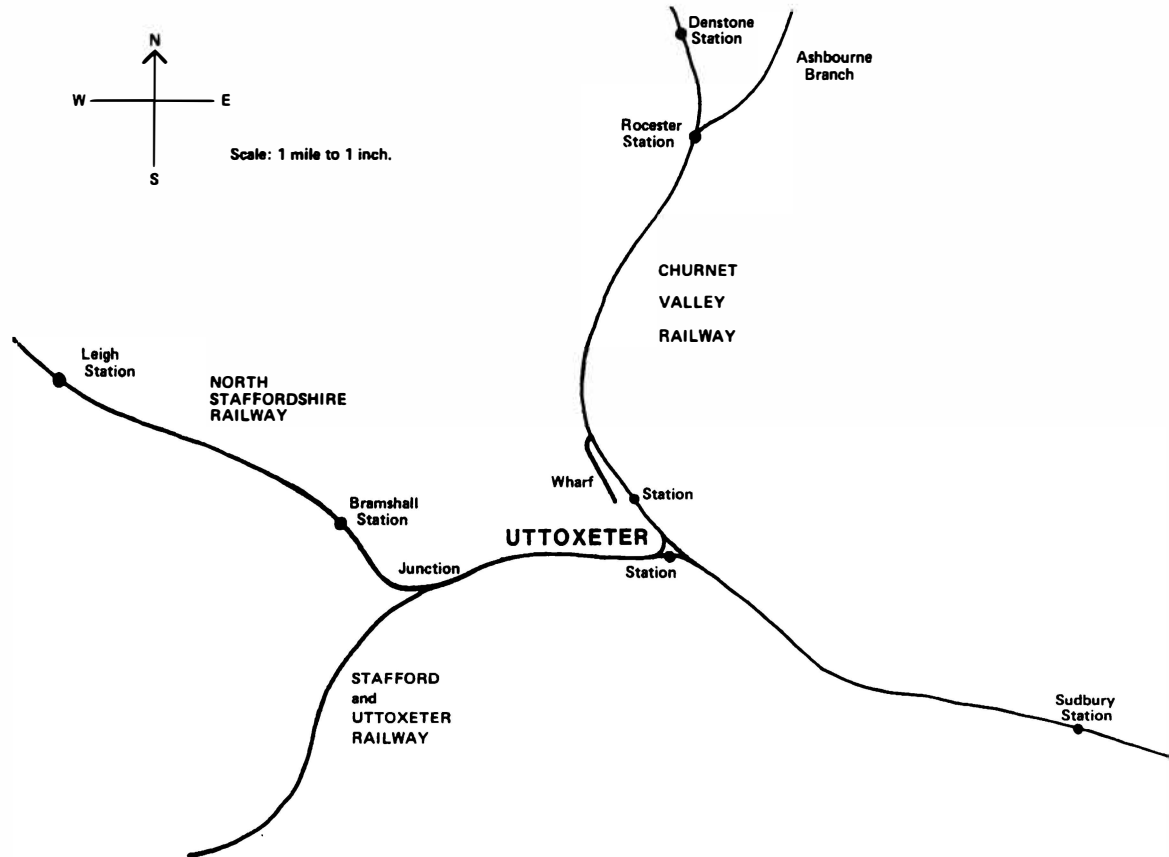 N
W
E
S
Scale: 1 mile to 1 inch.
Denstone
Station
Ashbourne
Branch
Rocester
Station
CHURNET
VALLEY
RAILWAY
Leigh
Station
NORTH
STAFFORDSHIRE
RAILWAY
Bramshall
Station
Wharf
Station
UTTOXETER
Junction
Station
STAFFORD
and
UTTOXETER
RAILWAY
Sudbury
Station